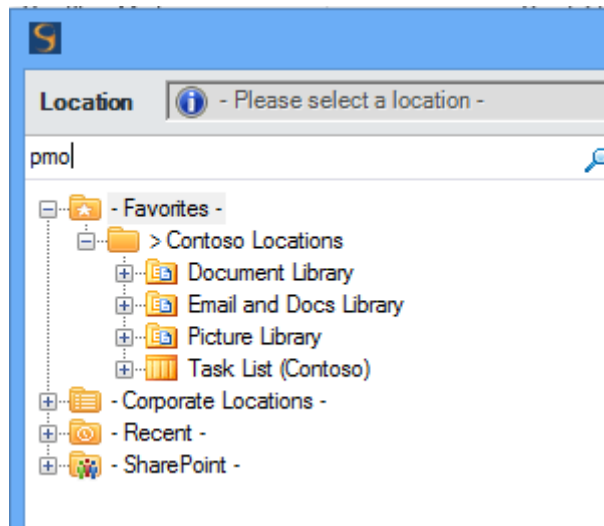 Location - Please select a location -
pmo
- Favorites -
> Contoso Locations
Document Library
Email and Docs Library
Picture Library
Task List (Contoso)
- Corporate Locations -
- Recent -
- SharePoint -